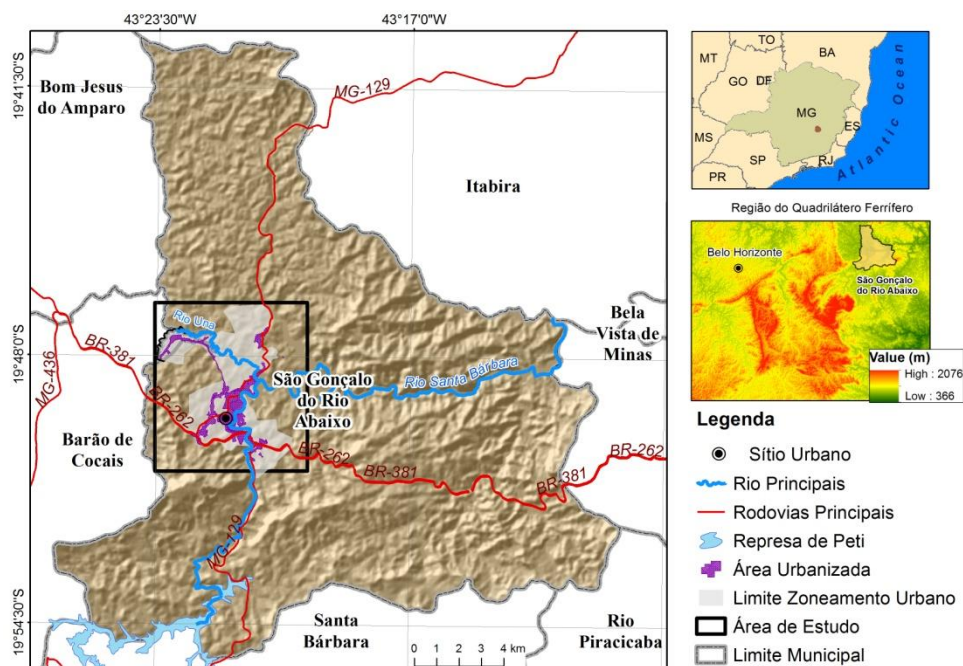 43°23'30"W
43°17'0"W
19°41'30"S
19°48'0"S
19°54'30"S
Bom Jesus
do Amparo
MG-129
Itabira
Rio Una
Bela
Vista de
Minas
MG-436
BR-381
BR-262
São Gonçalo
do Rio
Abaixo
Rio Santa Bárbara
Barão de
Cocais
BR-262
BR-381
BR-381
BR-262
MG-129
Santa
Bárbara
Rio
Piracicaba
0 1 2 3 4 km
MT
TO
BA
GO
DF
MG
MS
ES
SP
RJ
PR
Atlantic Ocean
Região do Quadrilátero Ferrífero
Belo Horizonte
São Gonçalo
do Rio Abaixo
Value (m)
High : 2076
Low : 366
Legenda
Sítio Urbano
Rio Principais
Rodovias Principais
Represa de Peti
Área Urbanizada
Limite Zoneamento Urbano
Área de Estudo
Limite Municipal